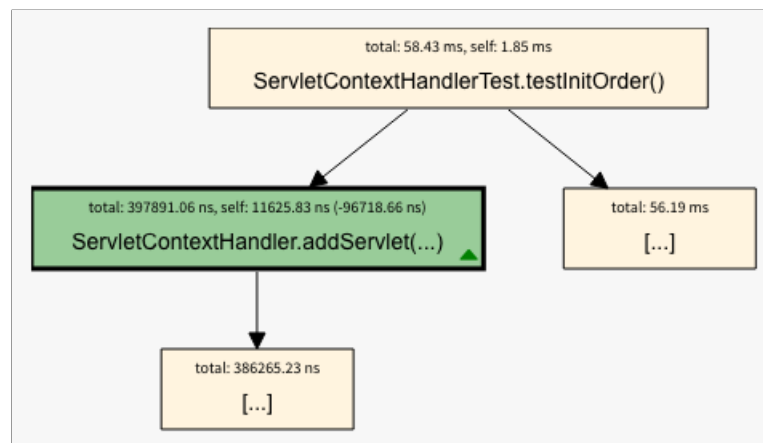 total: 58.43 ms, self: 1.85 ms
ServletContextHandlerTest.testInitOrder()
total: 397891.06 ns, self: 11625.83 ns (-96718.66 ns)
ServletContextHandler.addServlet(...)
total: 56.19 ms
[...]
total: 386265.23 ns
[...]